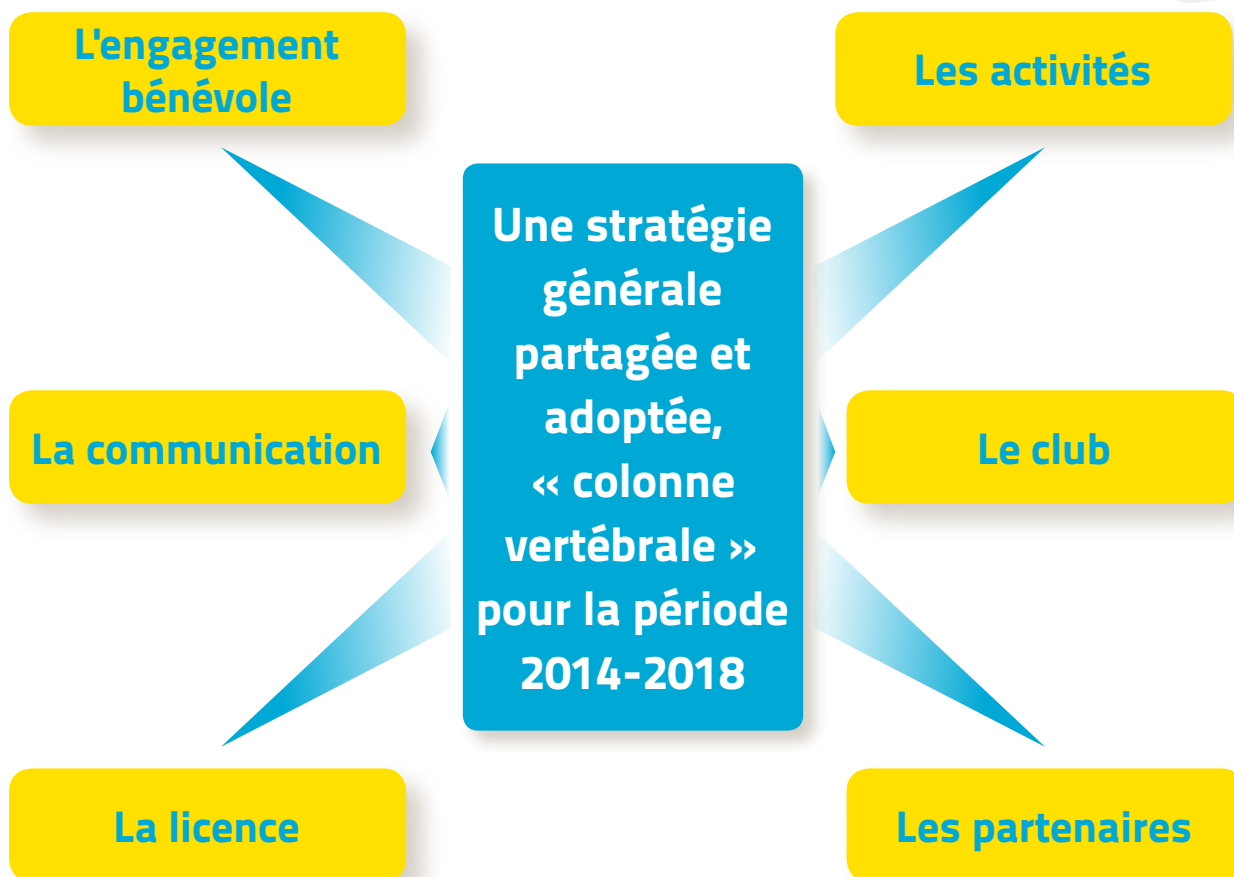 L'engagement
bénévole
Les activités
Une stratégie
générale
partagée et
adoptée,
« colonne
vertébrale »
pour la période
2014-2018
La communication
Le club
La licence
Les partenaires